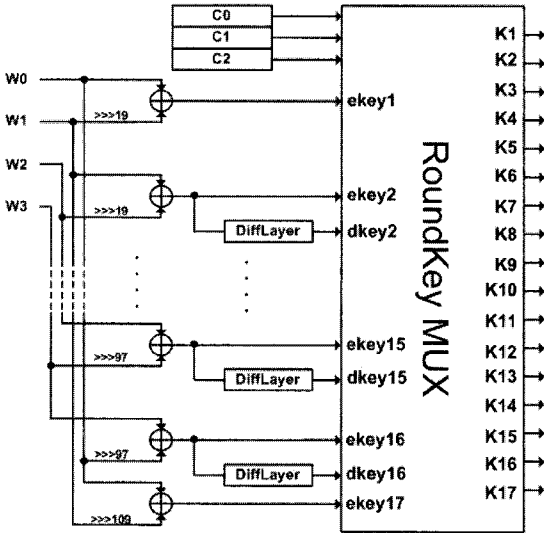 C0
C1
C2
W0
W1
W2
W3
>>>19
ekey1
>>>19
ekey2
DiffLayer
dkey2
>>>97
ekey15
DiffLayer
dkey15
>>>97
ekey16
DiffLayer
dkey16
>>>109
ekey17
RoundKey MUX
K1
K2
K3
K4
K5
K6
K7
K8
K9
K10
K11
K12
K13
K14
K15
K16
K17